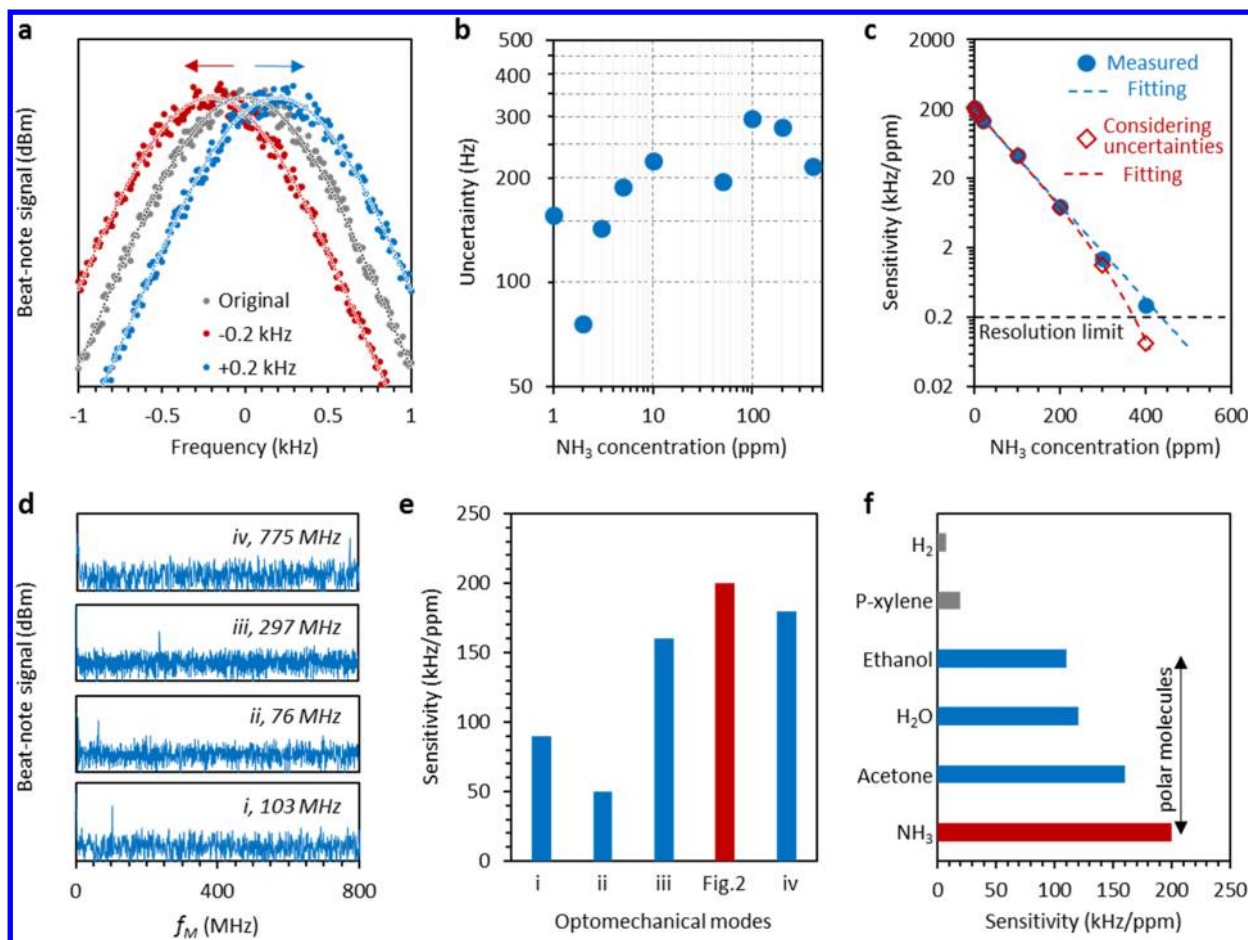 a
Beat-note signal (dBm)
Original
-0.2 kHz
+0.2 kHz
-1 -0.5 0 0.5 1
Frequency (kHz)
b
Uncertainty (Hz)
500
400
300
200
100
50
1 10 100
NH3 concentration (ppm)
c
Sensitivity (kHz/ppm)
2000
200
20
2
0.2
0.02
Measured
Fitting
Considering
uncertainties
Fitting
Resolution limit
0 200 400 600
NH3 concentration (ppm)
d
Beat-note signal (dBm)
iv, 775 MHz
iii, 297 MHz
ii, 76 MHz
i, 103 MHz
0 400 800
fM (MHz)
e
Sensitivity (kHz/ppm)
250
200
150
100
50
0
i ii iii Fig.2 iv
Optomechanical modes
f
H2
P-xylene
Ethanol
H2O
Acetone
NH3
polar molecules
0 50 100 150 200 250
Sensitivity (kHz/ppm)